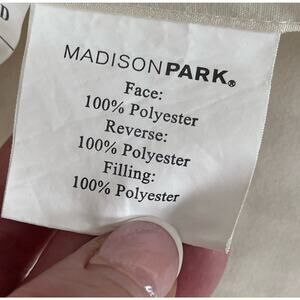 D
MADISONPARK®
Face:
100% Polyester
Reverse:
100% Polyester
Filling:
100% Polyester